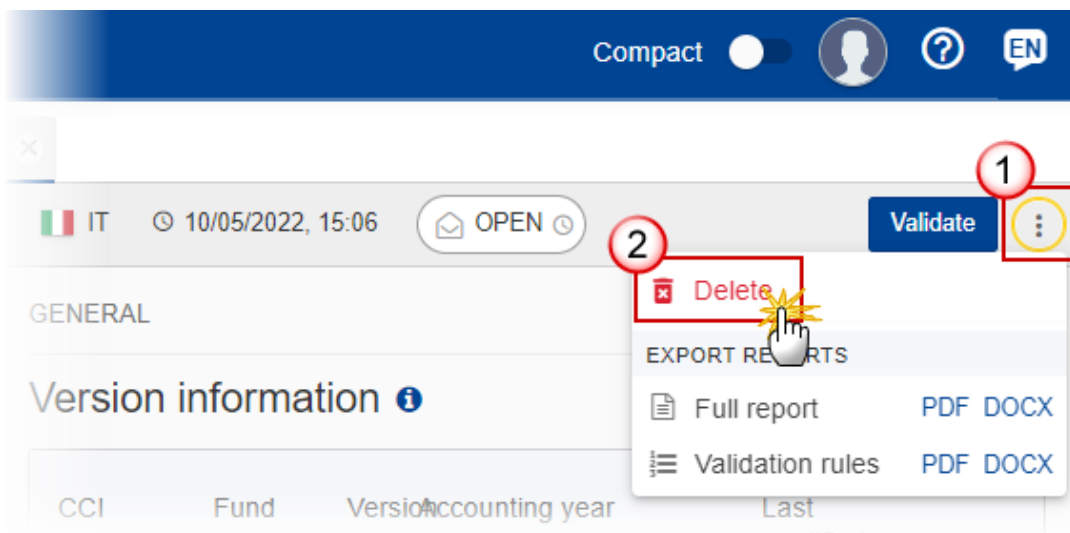 Compact EN
1
IT 10/05/2022, 15:06 OPEN Validate
2
Delete
GENERAL
EXPORT REPORTS
Version information
Full report PDF DOCX
Validation rules PDF DOCX
CCI Fund Version Accounting year Last